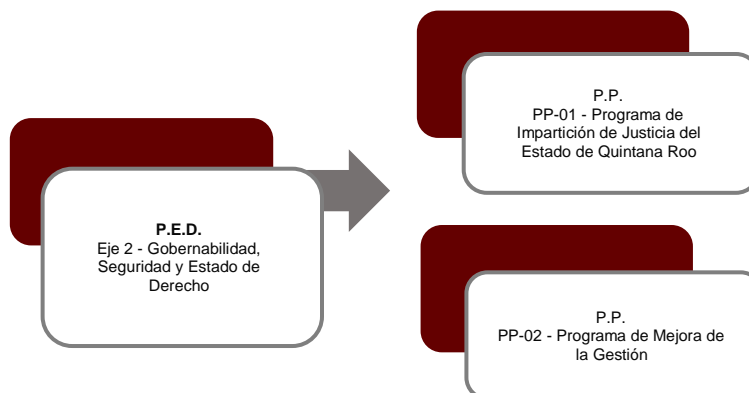 P.E.D.
Eje 2 - Gobernabilidad,
Seguridad y Estado de
Derecho
P.P.
PP-01 - Programa de
Impartición de Justicia del
Estado de Quintana Roo
P.P.
PP-02 - Programa de Mejora de
la Gestión